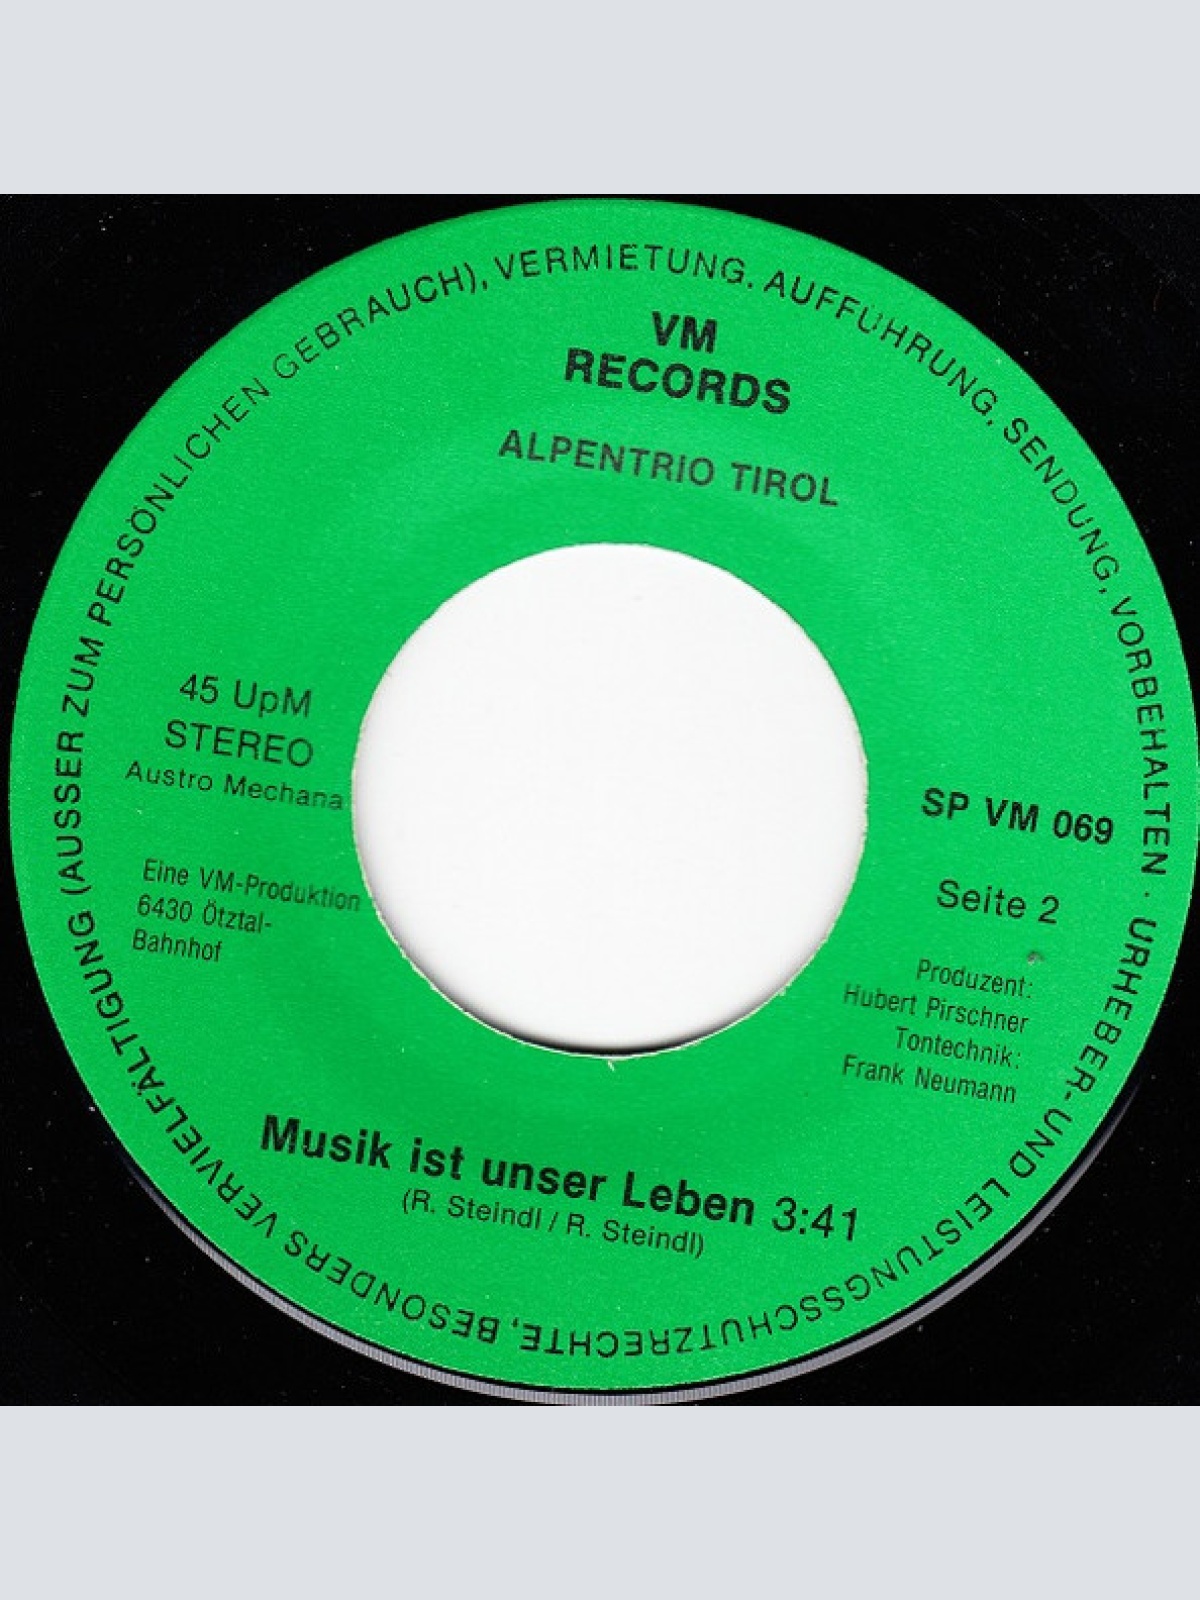 VM
RECORDS
ALPENTRIO TIROL
45 UpM
STEREO
Austro Mechana
Eine VM-Produktion
6430 Ötztal-
Bahnhof
SP VM 069
Seite 2
Produzent:
Hubert Pirschner
Tontechnik:
Frank Neumann
Musik ist unser Leben 3:41
(R. Steindl / R. Steindl)
URHEBER- UND LEISTUNGSSCHUTZRECHTE, BESONDERS VERVIELFÄLTIGUNG (AUSSER ZUM PERSÖNLICHEN GEBRAUCH), VERMIETUNG, AUFFÜHRUNG, SENDUNG, VORBEHALTEN ·